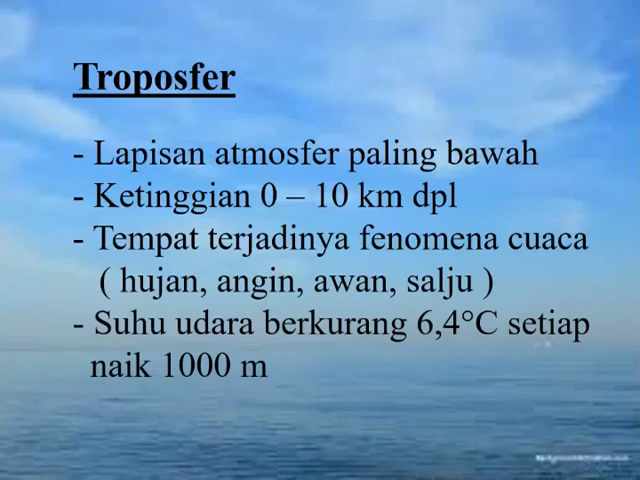 Troposfer
- Lapisan atmosfer paling bawah
- Ketinggian 0 – 10 km dpl
- Tempat terjadinya fenomena cuaca
( hujan, angin, awan, salju )
- Suhu udara berkurang 6,4°C setiap
naik 1000 m